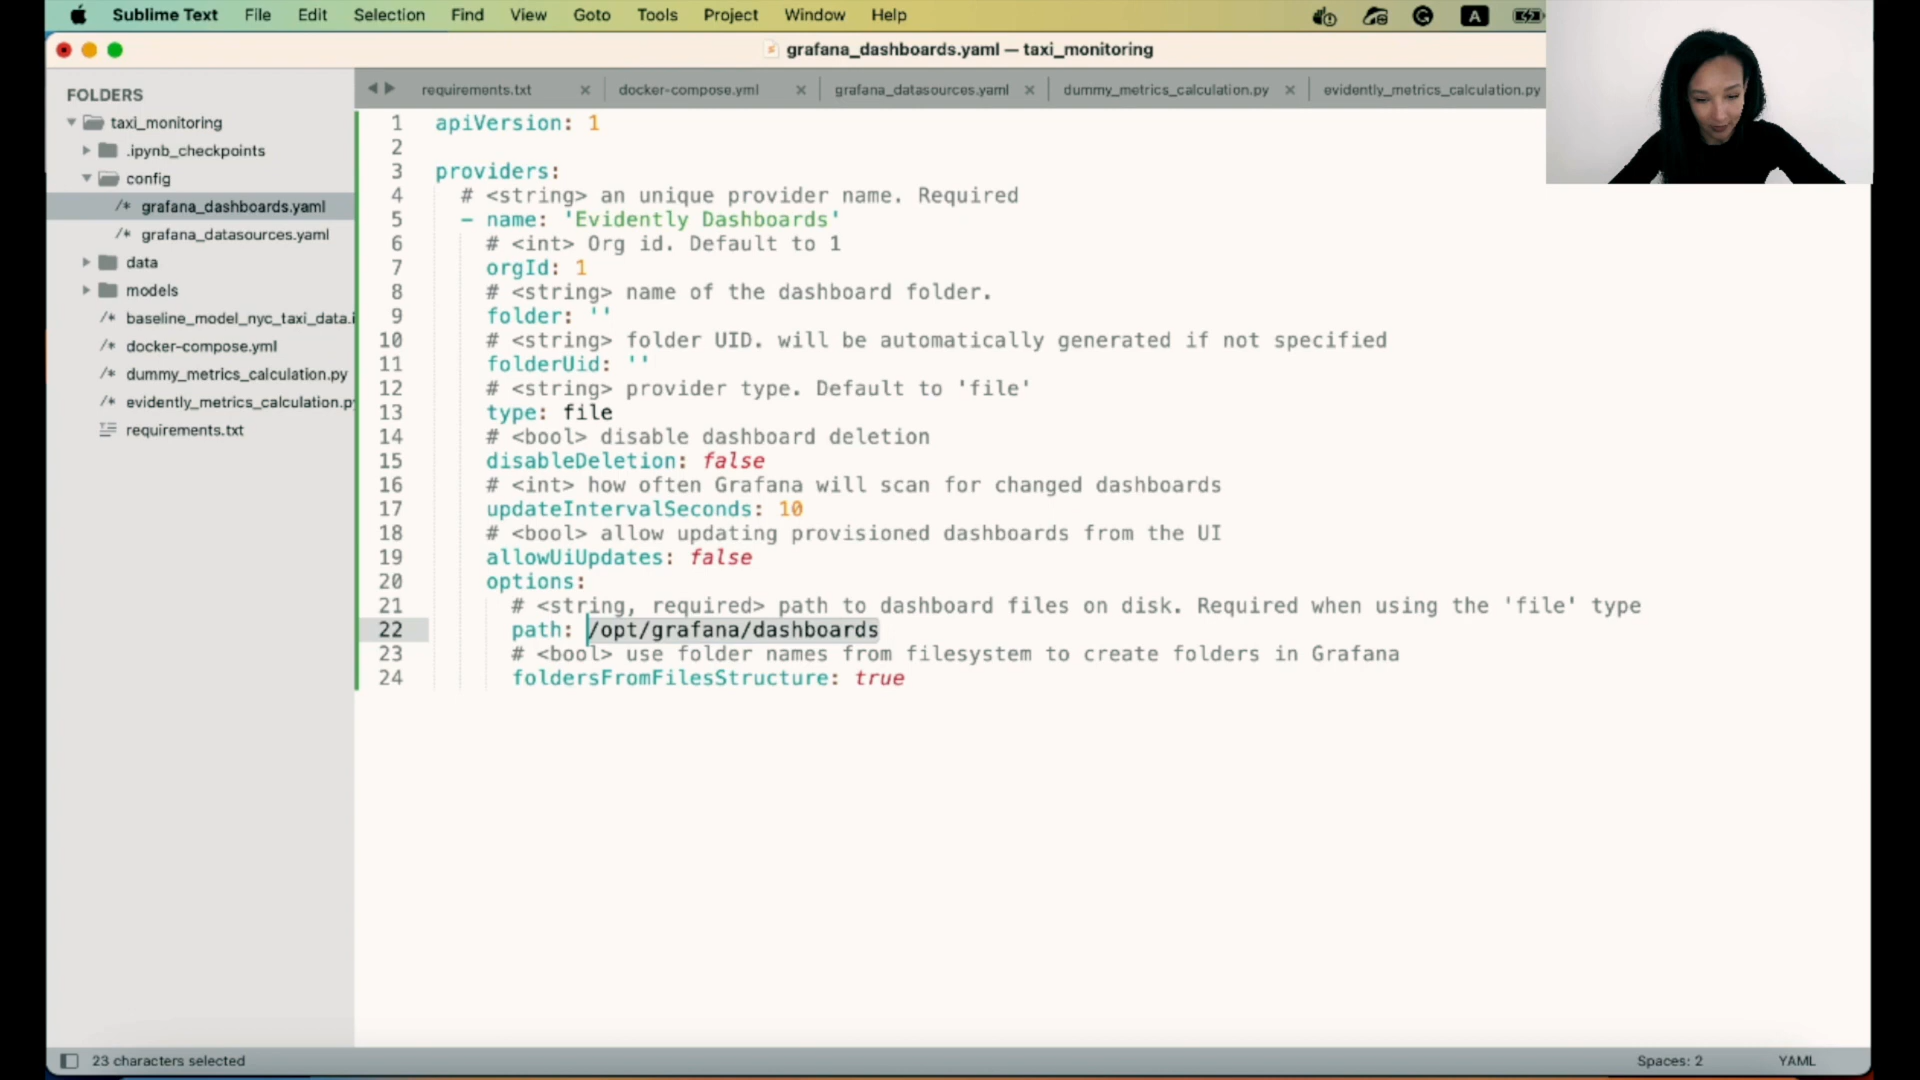 Sublime Text File Edit Selection Find View Goto Tools Project Window Help
grafana_dashboards.yaml — taxi_monitoring
FOLDERS
taxi_monitoring
.ipynb_checkpoints
config
/* grafana_dashboards.yaml
/* grafana_datasources.yaml
data
models
/* baseline_model_nyc_taxi_data.i
/* docker-compose.yml
/* dummy_metrics_calculation.py
/* evidently_metrics_calculation.py
requirements.txt
requirements.txt docker-compose.yml grafana_datasources.yaml dummy_metrics_calculation.py evidently_metrics_calculation.py
1 apiVersion: 1
2
3 providers:
4 # <string> an unique provider name. Required
5 - name: 'Evidently Dashboards'
6 # <int> Org id. Default to 1
7 orgId: 1
8 # <string> name of the dashboard folder.
9 folder: ''
10 # <string> folder UID. will be automatically generated if not specified
11 folderUid: ''
12 # <string> provider type. Default to 'file'
13 type: file
14 # <bool> disable dashboard deletion
15 disableDeletion: false
16 # <int> how often Grafana will scan for changed dashboards
17 updateIntervalSeconds: 10
18 # <bool> allow updating provisioned dashboards from the UI
19 allowUiUpdates: false
20 options:
21 # <string, required> path to dashboard files on disk. Required when using the 'file' type
22 path: /opt/grafana/dashboards
23 # <bool> use folder names from filesystem to create folders in Grafana
24 foldersFromFilesStructure: true
23 characters selected
Spaces: 2 YAML